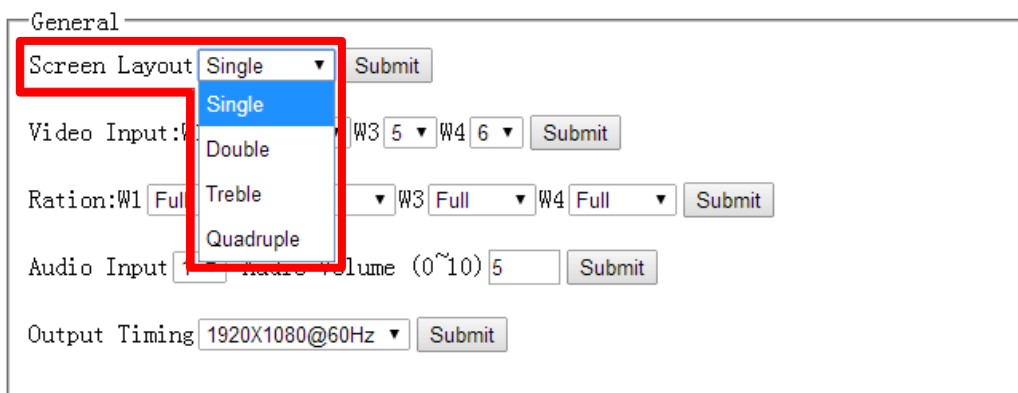 General
Screen Layout Single Submit
Single
Video Input: W3 5 W4 6 Submit
Double
Ration:W1 Full W3 Full W4 Full Submit
Treble
Quadruple
Audio Input Volume (0~10) 5 Submit
Output Timing 1920X1080@60Hz Submit